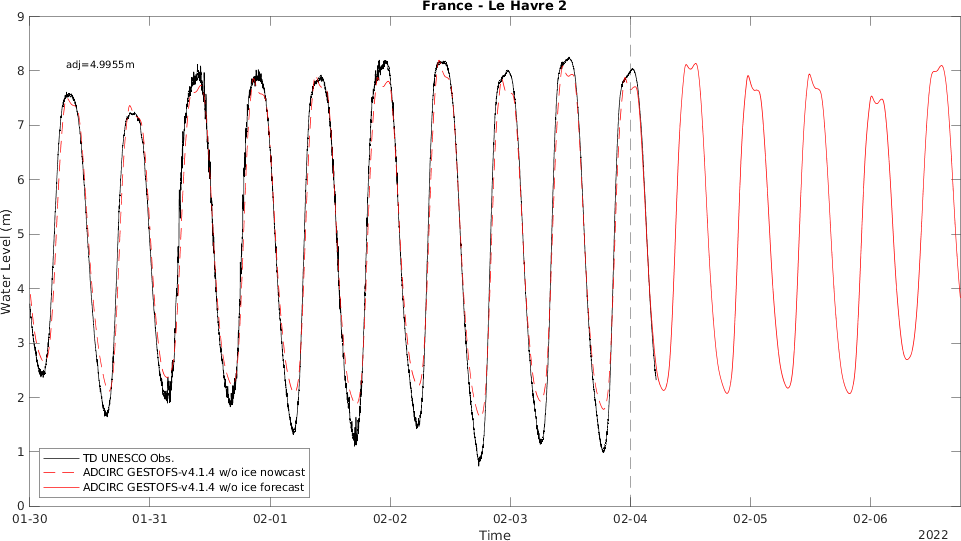 France - Le Havre 2
9
8
7
6
5
4
3
2
1
0
adj=4.9955m
Water Level (m)
TD UNESCO Obs.
ADCIRC GESTOFS-v4.1.4 w/o ice nowcast
ADCIRC GESTOFS-v4.1.4 w/o ice forecast
01-30
01-31
02-01
02-02
02-03
02-04
02-05
02-06
Time
2022